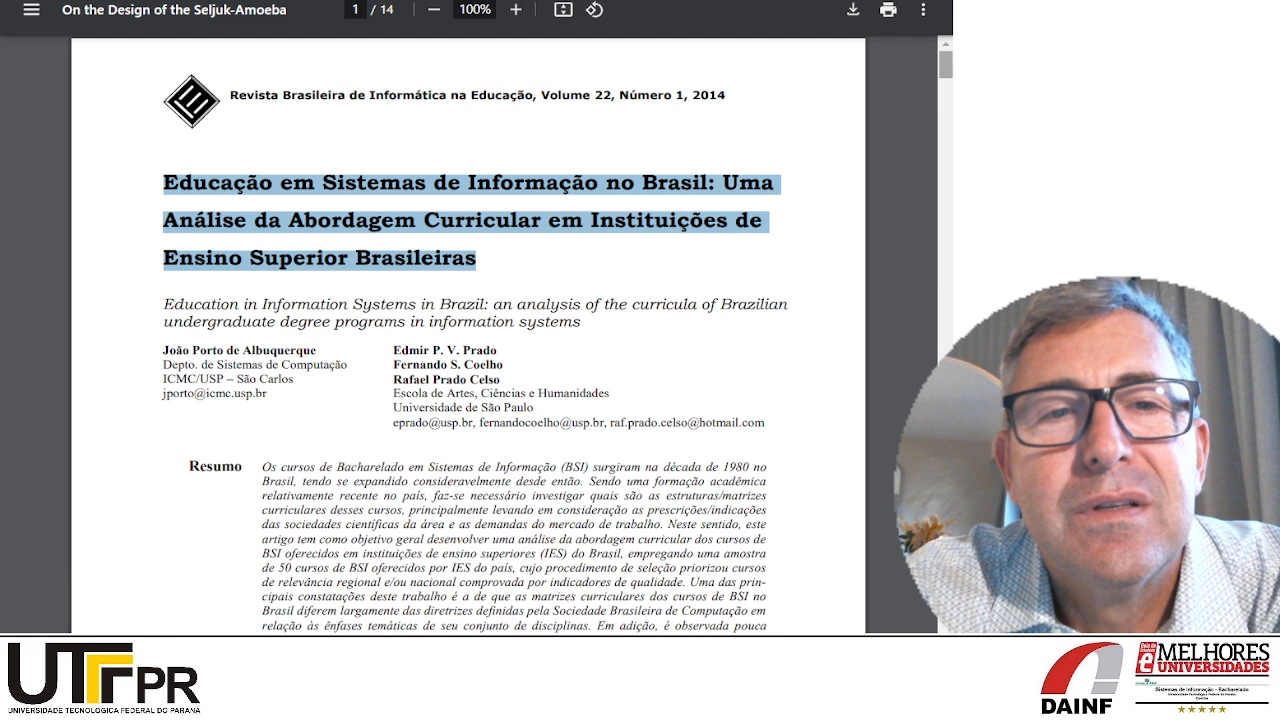 On the Design of the Seljuk-Amoeba
1 / 14
100%
Revista Brasileira de Informática na Educação, Volume 22, Número 1, 2014
Educação em Sistemas de Informação no Brasil: Uma
Análise da Abordagem Curricular em Instituições de
Ensino Superior Brasileiras
Education in Information Systems in Brazil: an analysis of the curricula of Brazilian
undergraduate degree programs in information systems
João Porto de Albuquerque
Depto. de Sistemas de Computação
ICMC/USP – São Carlos
jporto@icmc.usp.br
Edmir P. V. Prado
Fernando S. Coelho
Rafael Prado Celso
Escola de Artes, Ciências e Humanidades
Universidade de São Paulo
eprado@usp.br, fernandocoelho@usp.br, raf.prado.celso@hotmail.com
Resumo
Os cursos de Bacharelado em Sistemas de Informação (BSI) surgiram na década de 1980 no
Brasil, tendo se expandido consideravelmente desde então. Sendo uma formação acadêmica
relativamente recente no país, faz-se necessário investigar quais são as estruturas/matrizes
curriculares desses cursos, principalmente levando em consideração as prescrições/indicações
das sociedades científicas da área e as demandas do mercado de trabalho. Neste sentido, este
artigo tem como objetivo geral desenvolver uma análise da abordagem curricular dos cursos de
BSI oferecidos em instituições de ensino superiores (IES) do Brasil, empregando uma amostra
de 50 cursos de BSI oferecidos por IES do país, cujo procedimento de seleção priorizou cursos
de relevância regional e/ou nacional comprovada por indicadores de qualidade. Uma das prin-
cipais constatações deste trabalho é a de que as matrizes curriculares dos cursos de BSI no
Brasil diferem largamente das diretrizes definidas pela Sociedade Brasileira de Computação em
relação às ênfases temáticas de seu conjunto de disciplinas. Em adição, é observada pouca
UTFPR
UNIVERSIDADE TECNOLÓGICA FEDERAL DO PARANÁ
DAINF
MELHORES
UNIVERSIDADES
Sistemas de Informação - Bacharelado
Universidade Tecnológica Federal do Paraná